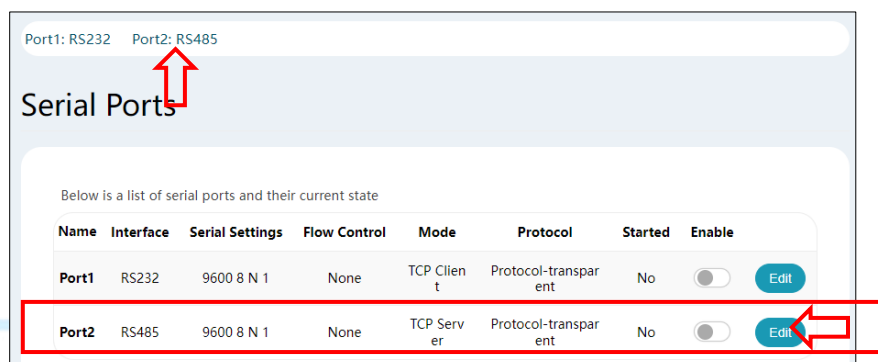 Port1: RS232 Port2: RS485
Serial Ports
Below is a list of serial ports and their current state
Name Interface Serial Settings Flow Control Mode Protocol Started Enable
Port1 RS232 9600 8 N 1 None TCP Clien
t Protocol-transpar
ent No Edit
Port2 RS485 9600 8 N 1 None TCP Serv
er Protocol-transpar
ent No Edit